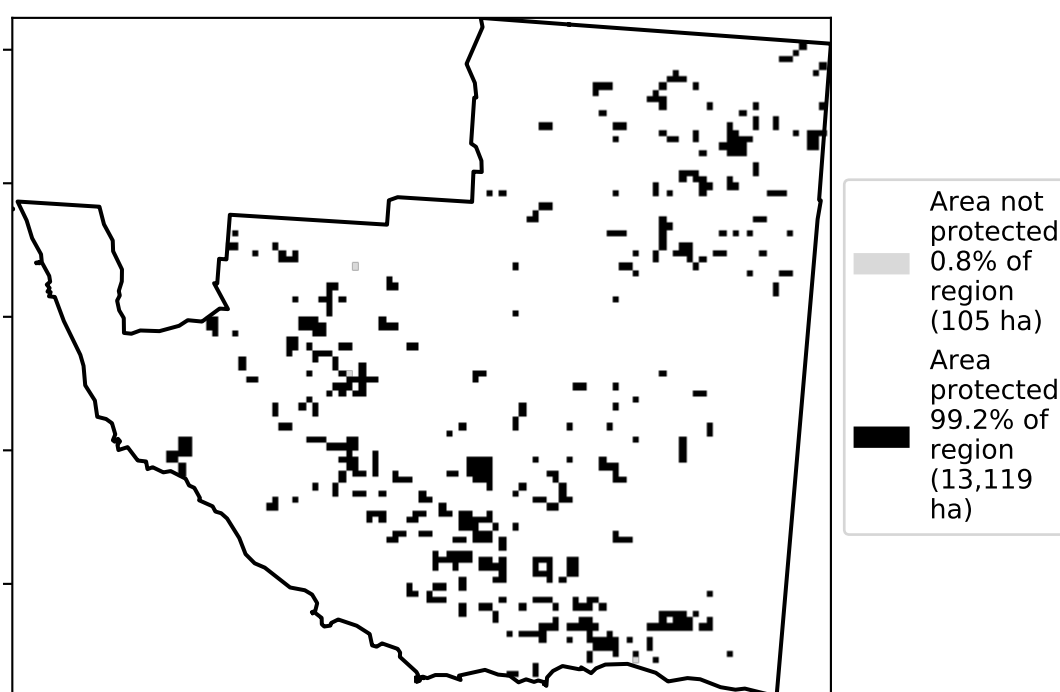 Area not
protected
0.8% of
region
(105 ha)
Area
protected
99.2% of
region
(13,119
ha)